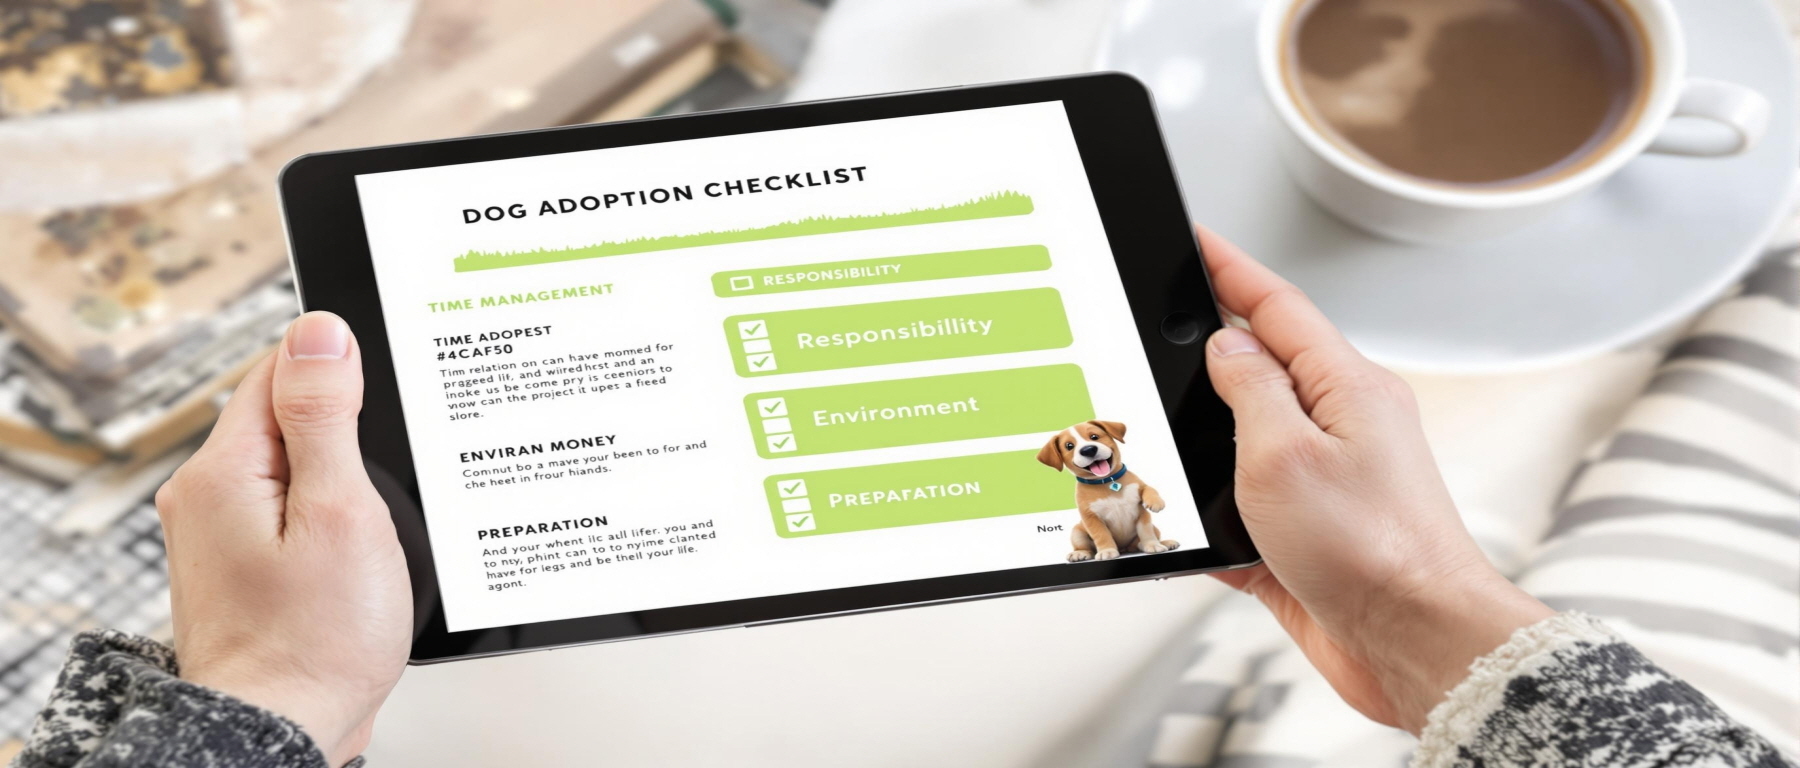 DOG ADOPTION CHECKLIST
TIME MANAGEMENT
TIME ADOPEST
#4CAF50
Tim relation on can have mommed for
prageed lif, and wiredhrst and an
inoke us be come pry is ceeniors to
vow can the project it upes a freed
slore.
ENVIRAN MONEY
Comnut bo a mave your been to for and
che heet in frour hiands.
PREPARATION
And your whent lic aull lifer. you and
to nty, phint can to to nyime clanted
have for iegs and be theil your lile.
agont.
RESPONSIBILITY
Responsibillity
Environment
PREPARATION
Nort